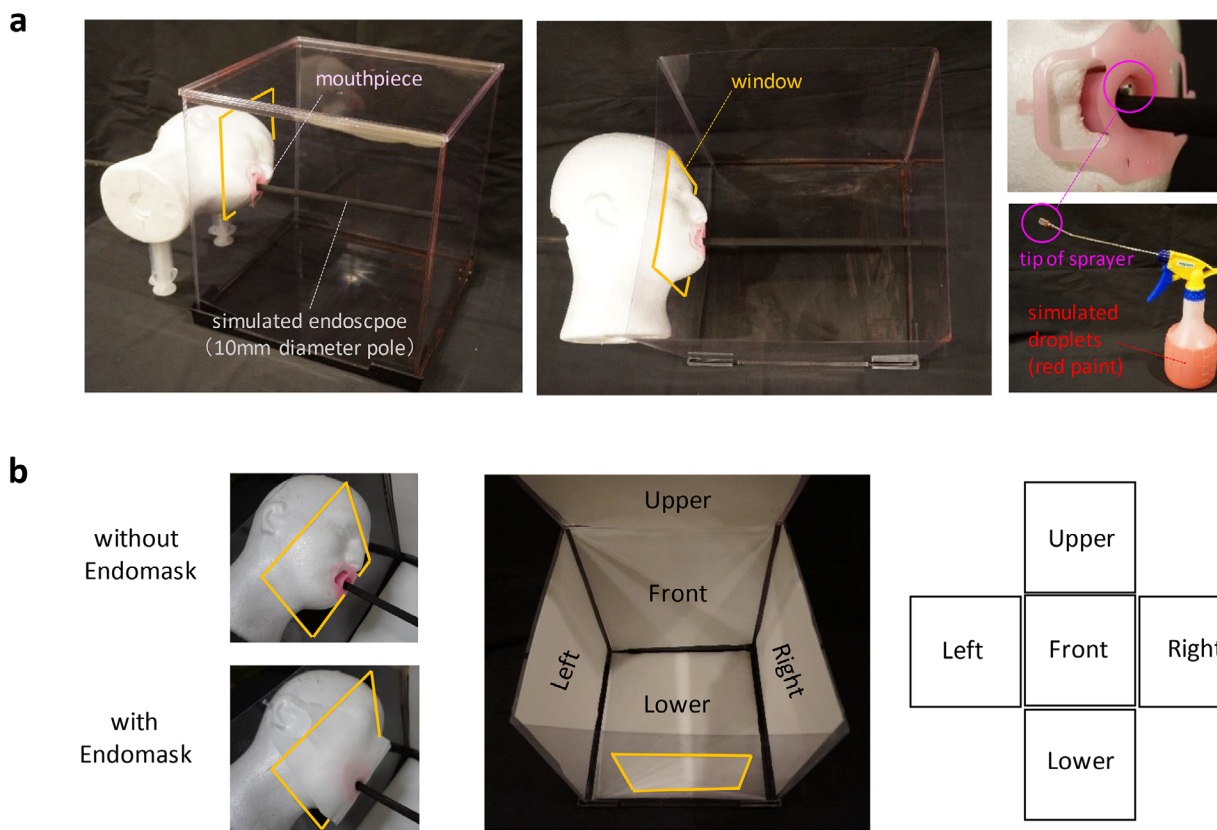 a
mouthpiece
simulated endoscpoe
（10mm diameter pole）
window
tip of sprayer
simulated
droplets
(red paint)
b
without
Endomask
with
Endomask
Upper
Front
Left
Right
Lower
Upper
Left
Front
Right
Lower